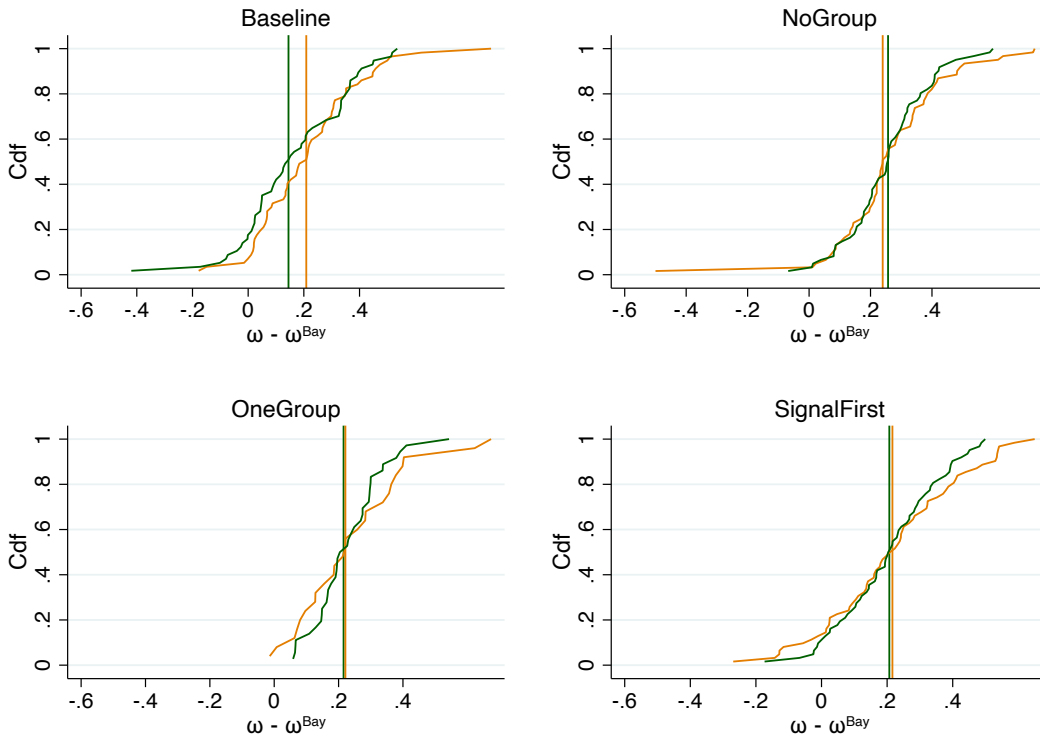 Baseline
Cdf
1
.8
.6
.4
.2
0
-.6 -.4 -.2 0 .2 .4
ω - ω^Bay
NoGroup
Cdf
1
.8
.6
.4
.2
0
-.6 -.4 -.2 0 .2 .4
ω - ω^Bay
OneGroup
Cdf
1
.8
.6
.4
.2
0
-.6 -.4 -.2 0 .2 .4
ω - ω^Bay
SignalFirst
Cdf
1
.8
.6
.4
.2
0
-.6 -.4 -.2 0 .2 .4
ω - ω^Bay